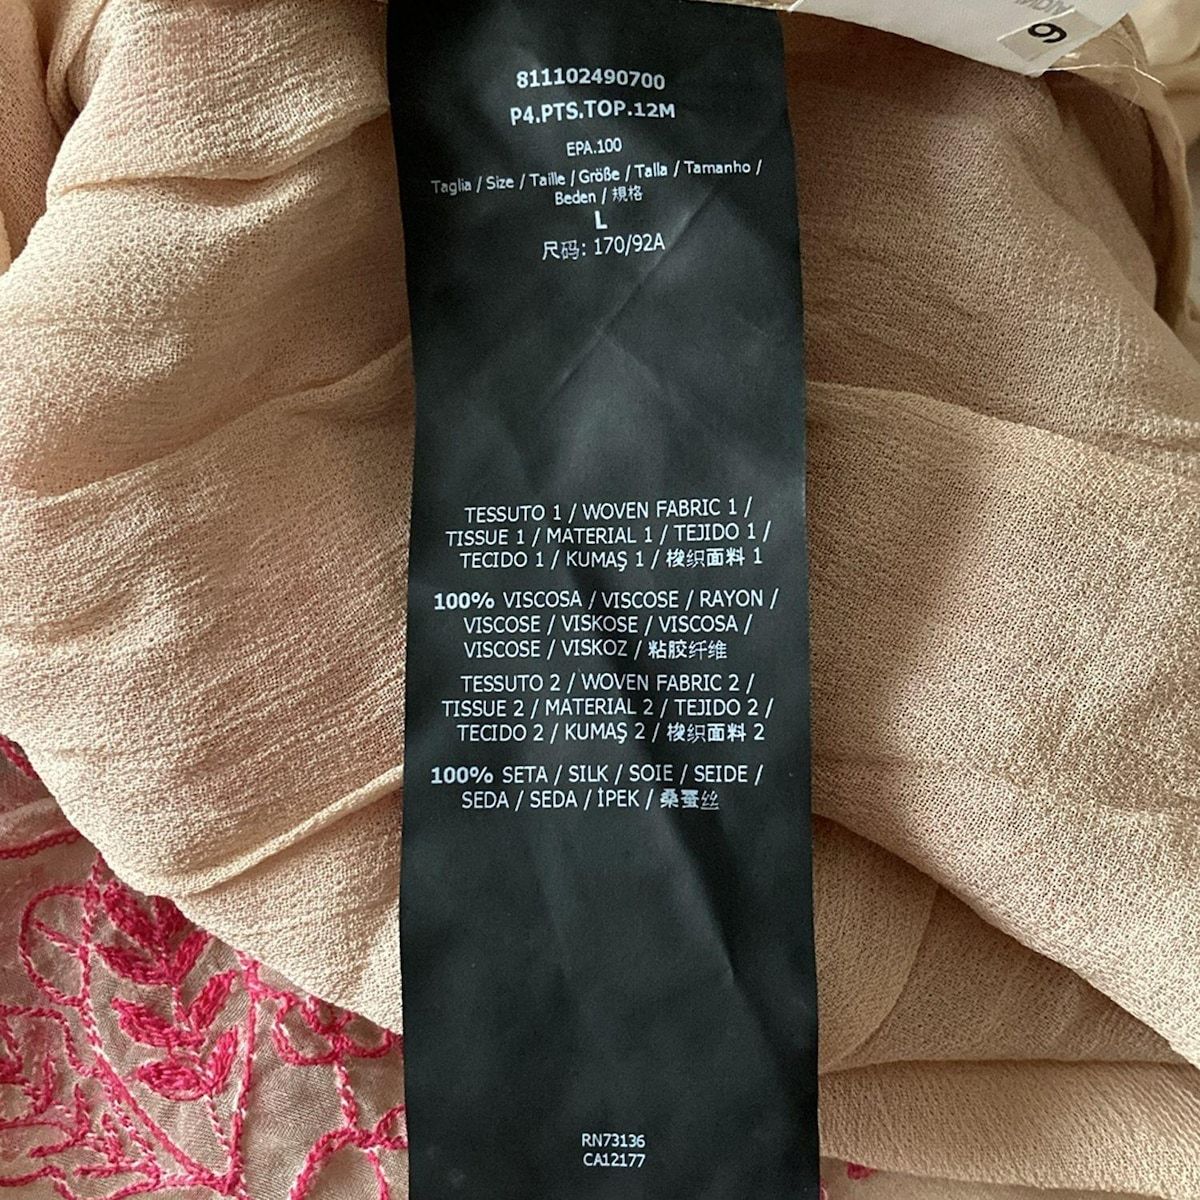 6
811102490700
P4.PTS.TOP.12M
EPA.100
Taglia / Size / Taille / Größe / Talla / Tamanho /
Beden / 規格
L
尺码: 170/92A
TESSUTO 1 / WOVEN FABRIC 1 /
TISSUE 1 / MATERIAL 1 / TEJIDO 1 /
TECIDO 1 / KUMAŞ 1 / 梭织面料 1
100% VISCOSA / VISCOSE / RAYON /
VISCOSE / VISKOSE / VISCOSA /
VISCOSE / VISKOZ / 粘胶纤维
TESSUTO 2 / WOVEN FABRIC 2 /
TISSUE 2 / MATERIAL 2 / TEJIDO 2 /
TECIDO 2 / KUMAŞ 2 / 梭织面料 2
100% SETA / SILK / SOIE / SEIDE /
SEDA / SEDA / İPEK / 桑蚕丝
RN73136
CA12177